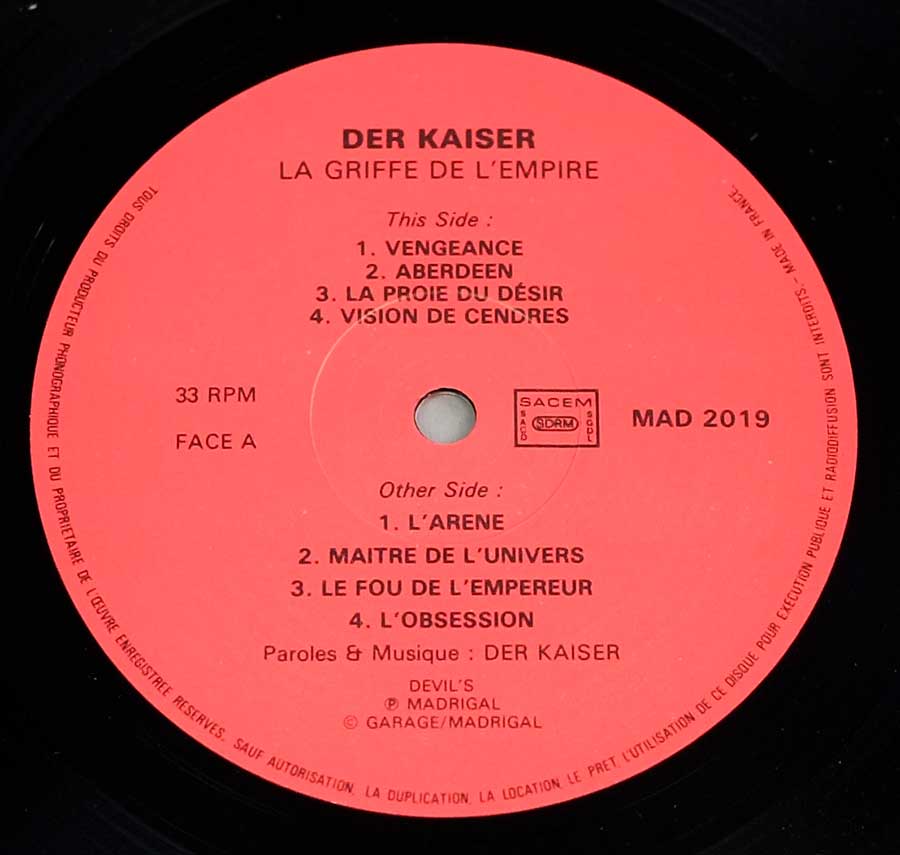 DER KAISER
LA GRIFFE DE L'EMPIRE
This Side :
1. VENGEANCE
2. ABERDEEN
3. LA PROIE DU DÉSIR
4. VISION DE CENDRES
33 RPM
FACE A
SACEM
SACD
SDRM
SGDL
MAD 2019
Other Side :
1. L'ARENE
2. MAITRE DE L'UNIVERS
3. LE FOU DE L'EMPEREUR
4. L'OBSESSION
Paroles & Musique : DER KAISER
DEVIL'S
℗ MADRIGAL
© GARAGE/MADRIGAL
TOUS DROITS DU PRODUCTEUR PHONOGRAPHIQUE ET DU PROPRIETAIRE DE L'ŒUVRE ENREGISTREE RESERVES. SAUF AUTORISATION, LA DUPLICATION, LA LOCATION, LE PRET, L'UTILISATION DE CE DISQUE POUR EXECUTION PUBLIQUE ET RADIODIFFUSION SONT INTERDITS. - MADE IN FRANCE.